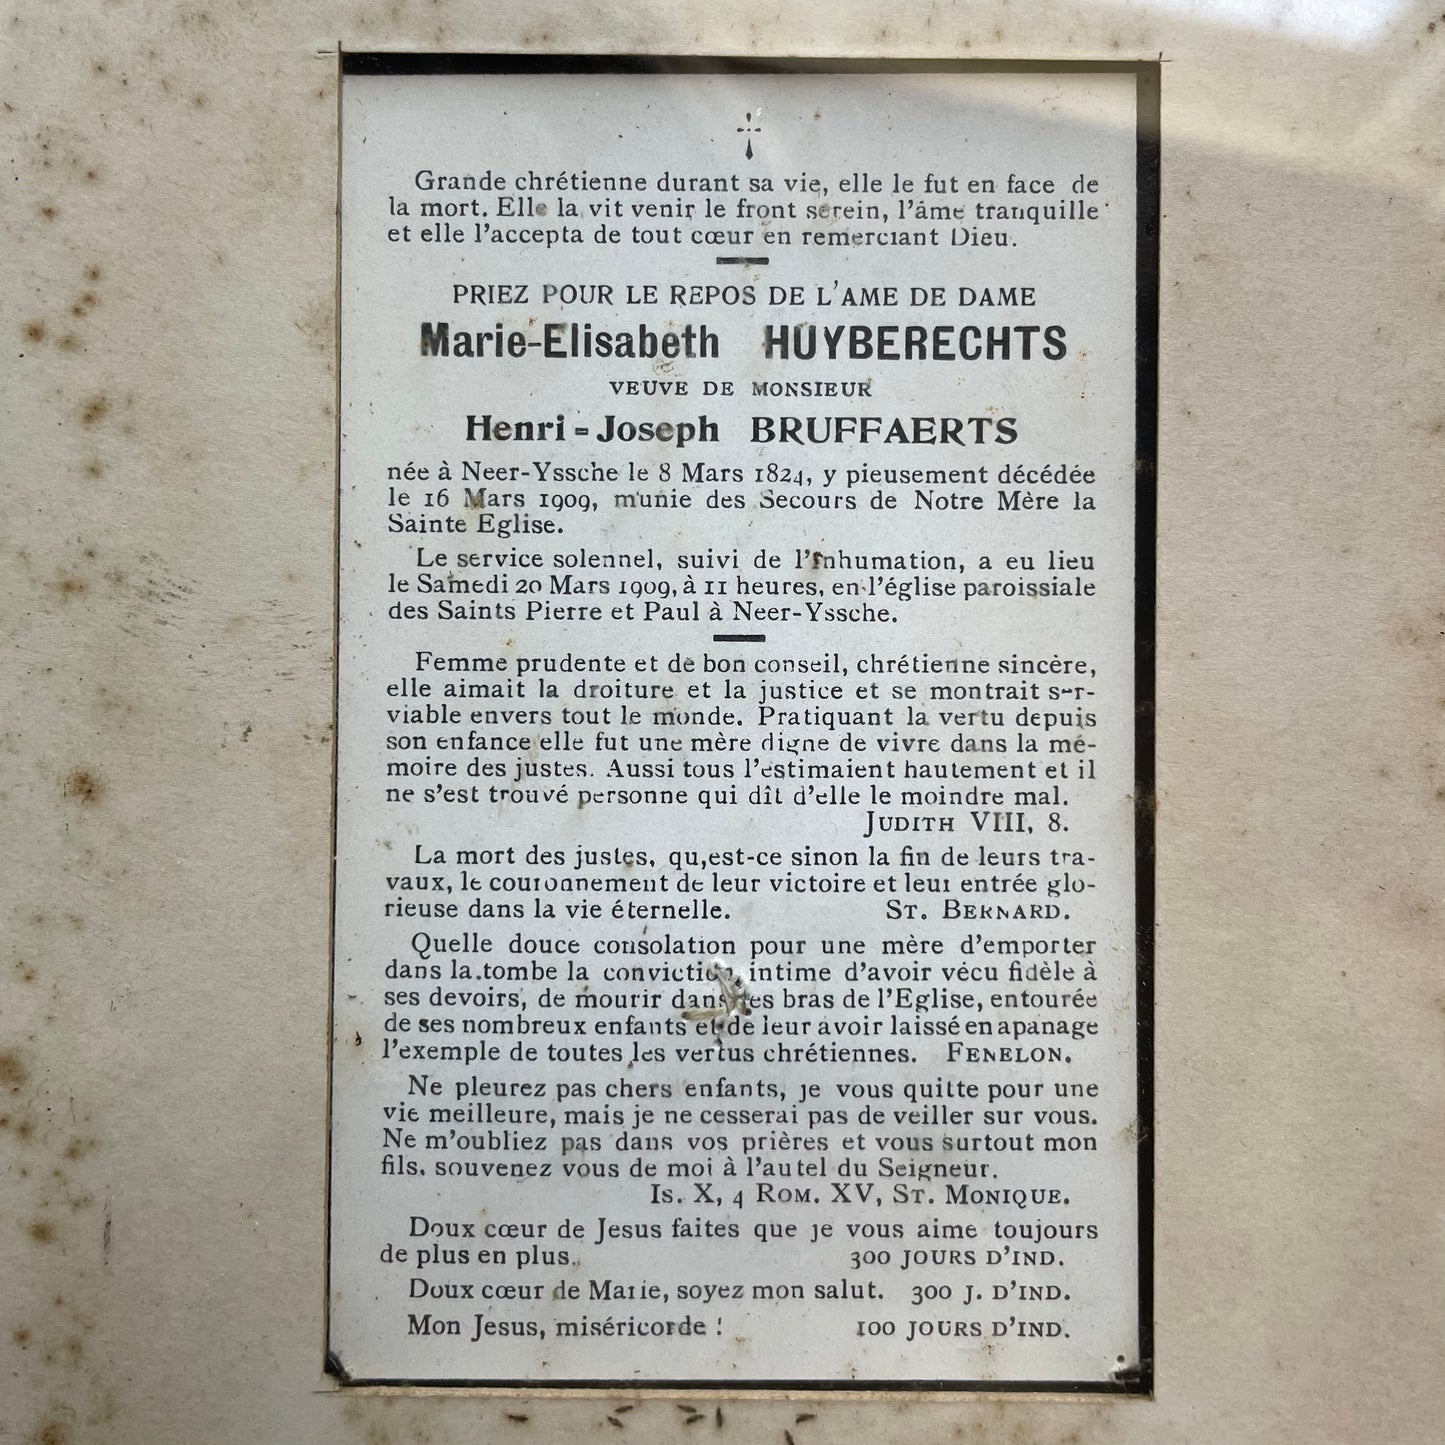 Grande chrétienne durant sa vie, elle le fut en face de
la mort. Elle la vit venir le front serein, l'âme tranquille
et elle l'accepta de tout cœur en remerciant Dieu.
PRIEZ POUR LE REPOS DE L'AME DE DAME
Marie-Elisabeth HUYBERECHTS
VEUVE DE MONSIEUR
Henri-Joseph BRUFFAERTS
née à Neer-Yssche le 8 Mars 1824, y pieusement décédée
le 16 Mars 1909, munie des Secours de Notre Mère la
Sainte Eglise.
Le service solennel, suivi de l'inhumation, a eu lieu
le Samedi 20 Mars 1909, à 11 heures, en l'église paroissiale
des Saints Pierre et Paul à Neer-Yssche.
Femme prudente et de bon conseil, chrétienne sincère,
elle aimait la droiture et la justice et se montrait ser-
viable envers tout le monde. Pratiquant la vertu depuis
son enfance elle fut une mère digne de vivre dans la mé-
moire des justes. Aussi tous l'estimaient hautement et il
ne s'est trouvé personne qui dît d'elle le moindre mal.
JUDITH VIII, 8.
La mort des justes, qu,est-ce sinon la fin de leurs tra-
vaux, le couronnement de leur victoire et leur entrée glo-
rieuse dans la vie éternelle. ST. BERNARD.
Quelle douce consolation pour une mère d'emporter
dans la tombe la conviction intime d'avoir vécu fidèle à
ses devoirs, de mourir dans les bras de l'Eglise, entourée
de ses nombreux enfants et de leur avoir laissé en apanage
l'exemple de toutes les vertus chrétiennes. FENELON.
Ne pleurez pas chers enfants, je vous quitte pour une
vie meilleure, mais je ne cesserai pas de veiller sur vous.
Ne m'oubliez pas dans vos prières et vous surtout mon
fils, souvenez vous de moi à l'autel du Seigneur.
IS. X, 4 ROM. XV, ST. MONIQUE.
Doux cœur de Jesus faites que je vous aime toujours
de plus en plus. 300 JOURS D'IND.
Doux cœur de Marie, soyez mon salut. 300 J. D'IND.
Mon Jesus, miséricorde ! 100 JOURS D'IND.